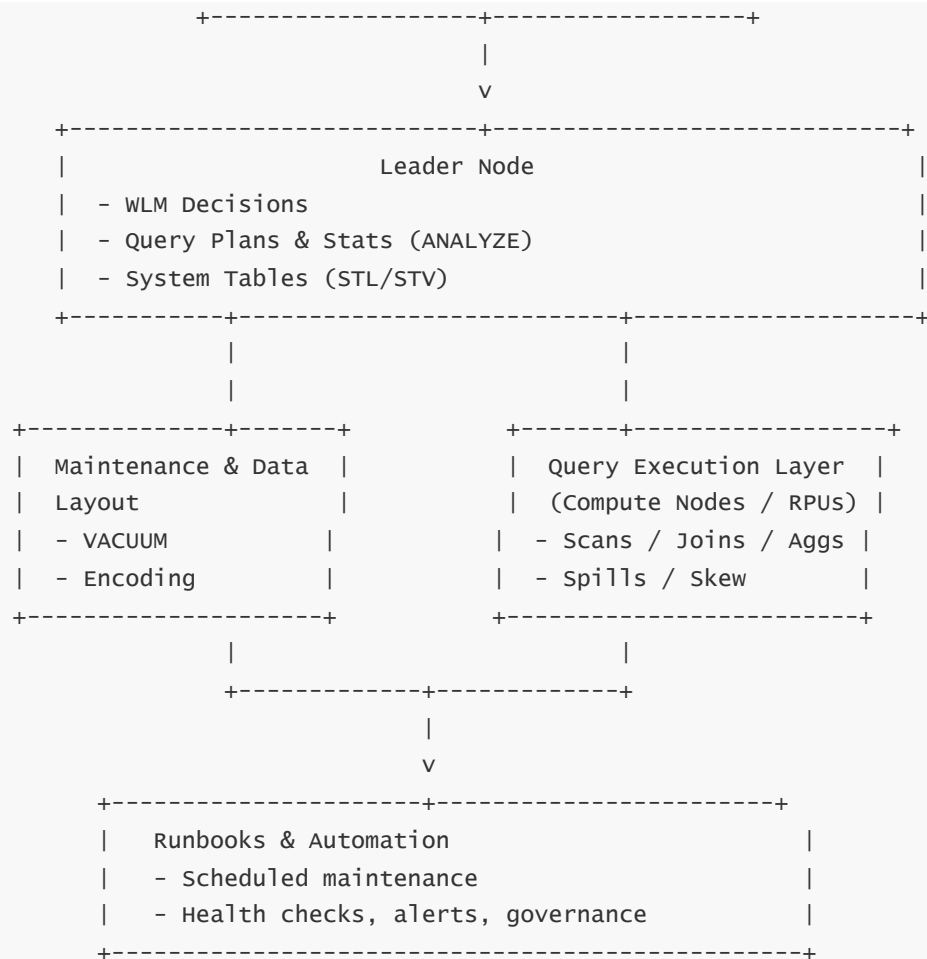 Leader Node
- WLM Decisions
- Query Plans & Stats (ANALYZE)
- System Tables (STL/STV)
Maintenance & Data
Layout
- VACUUM
- Encoding
Query Execution Layer
(Compute Nodes / RPUs)
- Scans / Joins / Aggs
- Spills / Skew
Runbooks & Automation
- Scheduled maintenance
- Health checks, alerts, governance